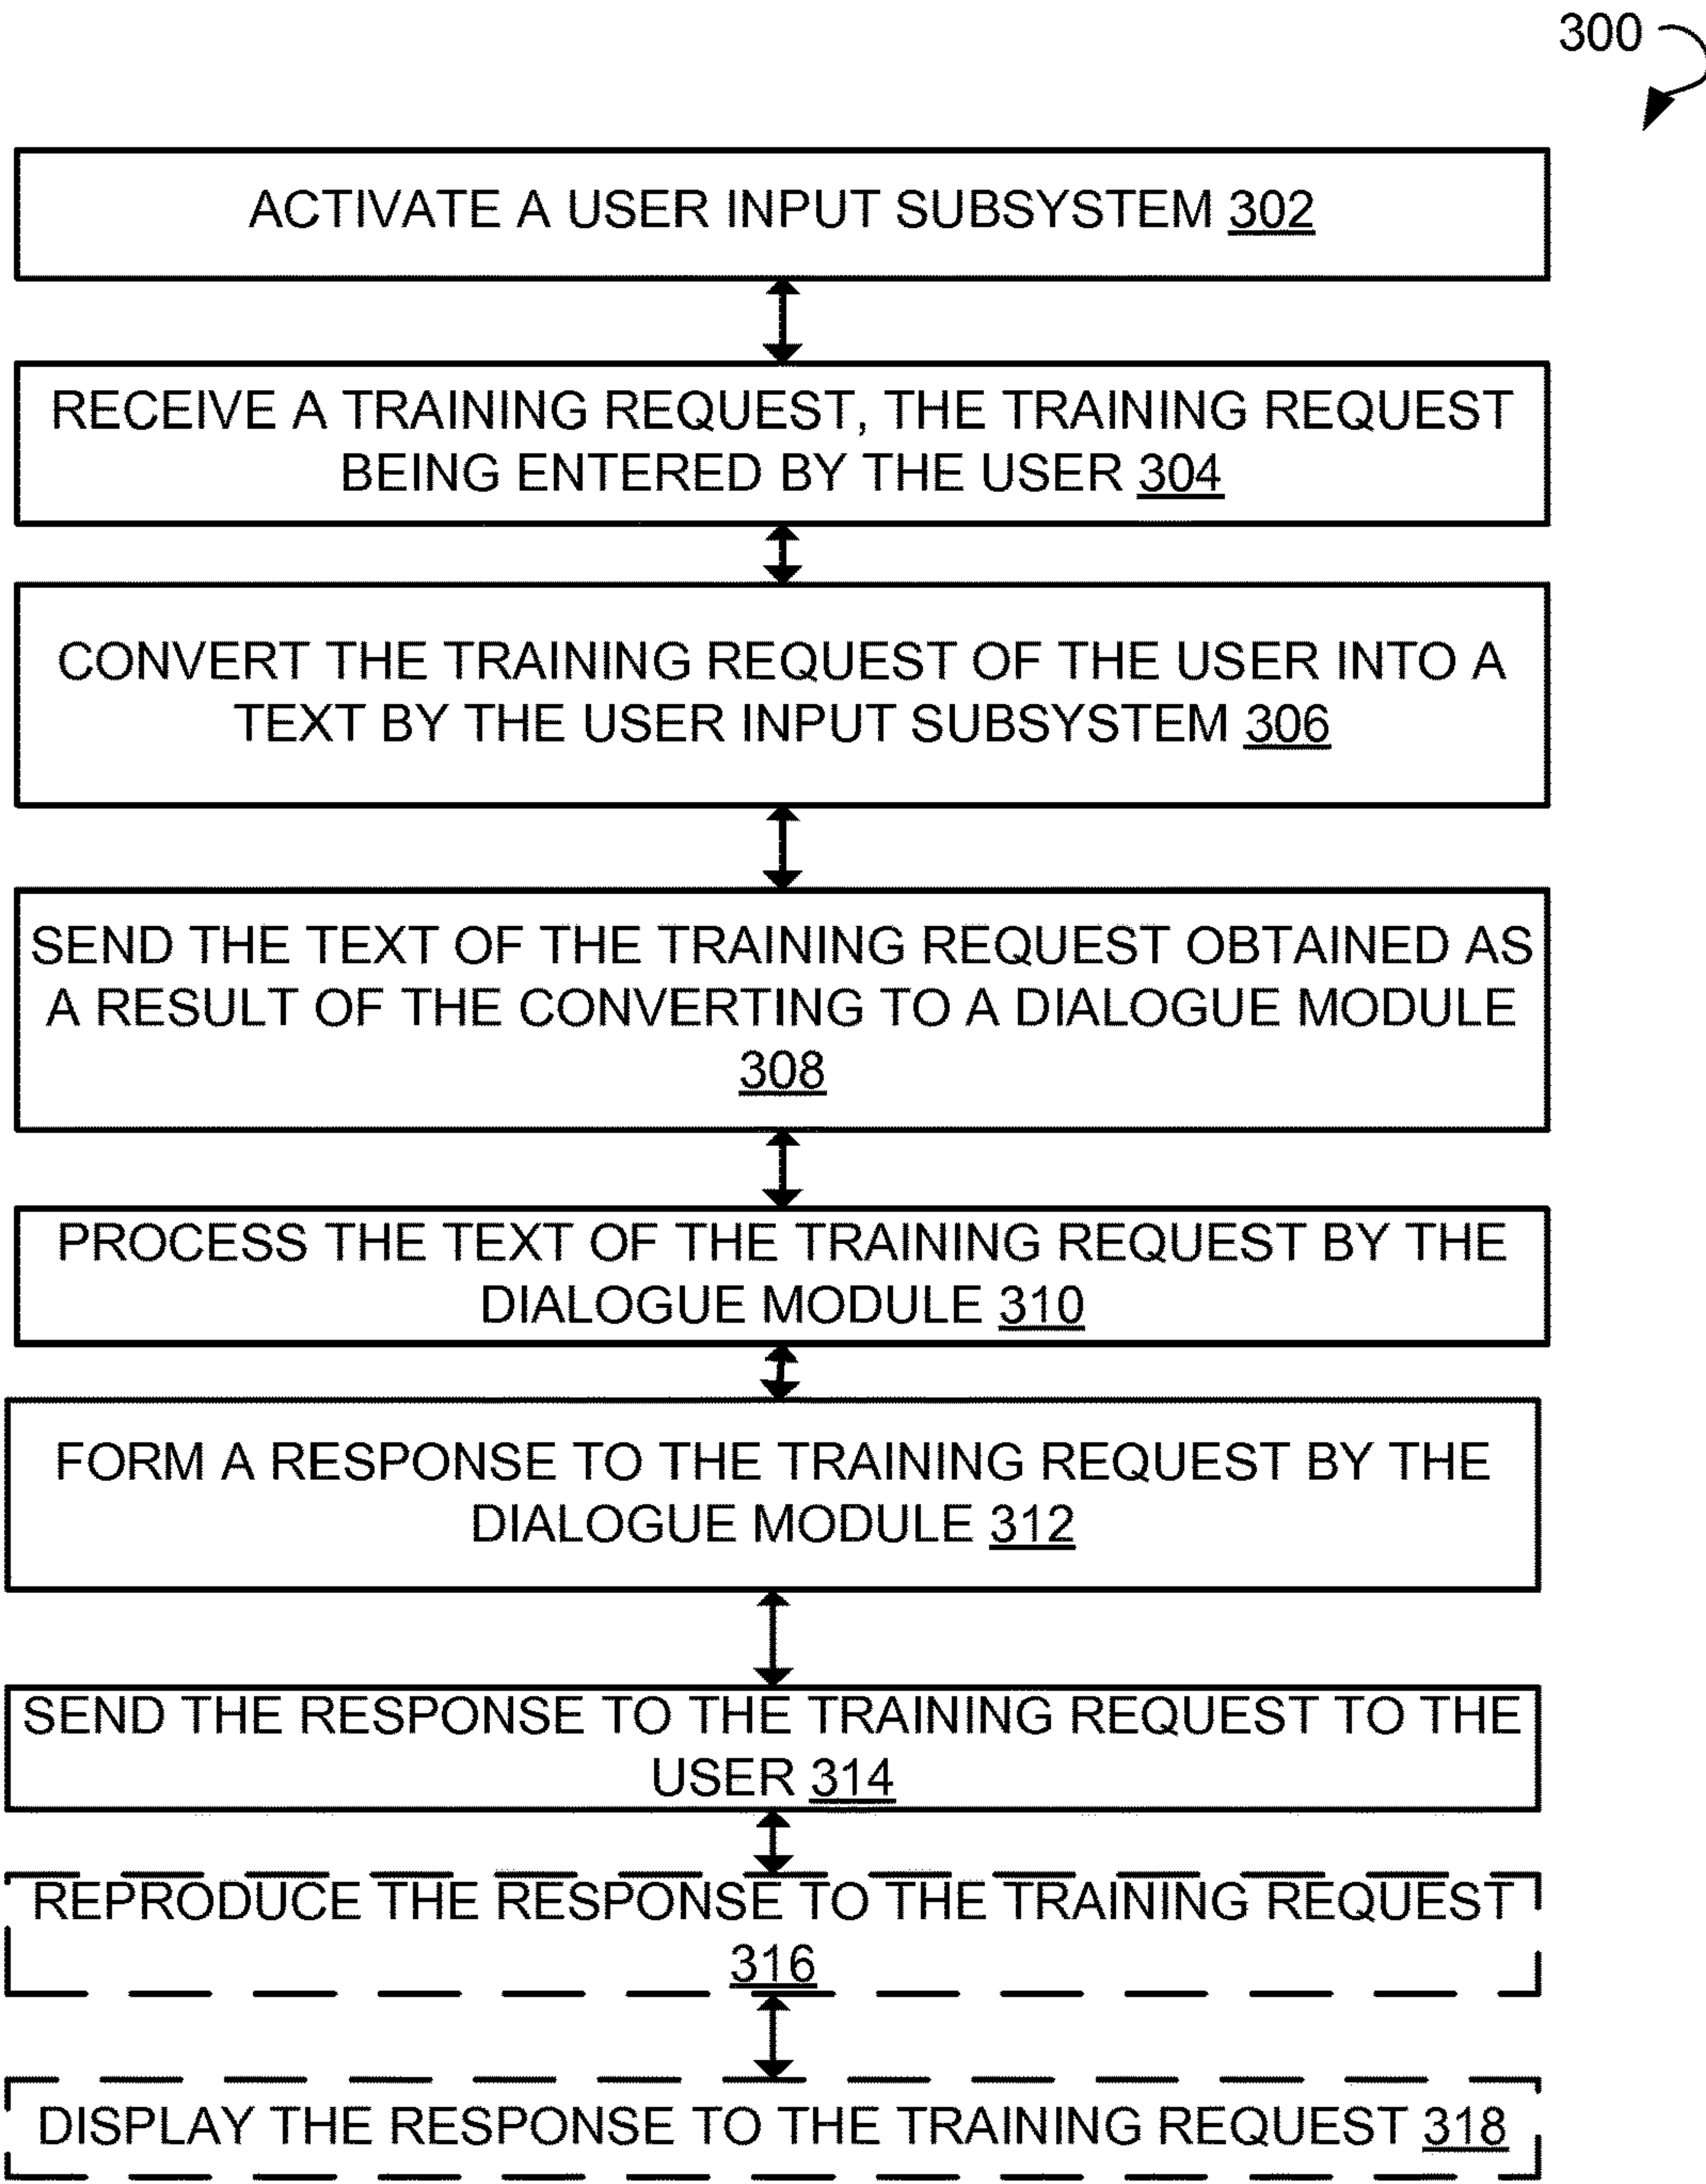 300
ACTIVATE A USER INPUT SUBSYSTEM 302
RECEIVE A TRAINING REQUEST, THE TRAINING REQUEST
BEING ENTERED BY THE USER 304
CONVERT THE TRAINING REQUEST OF THE USER INTO A
TEXT BY THE USER INPUT SUBSYSTEM 306
SEND THE TEXT OF THE TRAINING REQUEST OBTAINED AS
A RESULT OF THE CONVERTING TO A DIALOGUE MODULE
308
PROCESS THE TEXT OF THE TRAINING REQUEST BY THE
DIALOGUE MODULE 310
FORM A RESPONSE TO THE TRAINING REQUEST BY THE
DIALOGUE MODULE 312
SEND THE RESPONSE TO THE TRAINING REQUEST TO THE
USER 314
REPRODUCE THE RESPONSE TO THE TRAINING REQUEST
316
DISPLAY THE RESPONSE TO THE TRAINING REQUEST 318